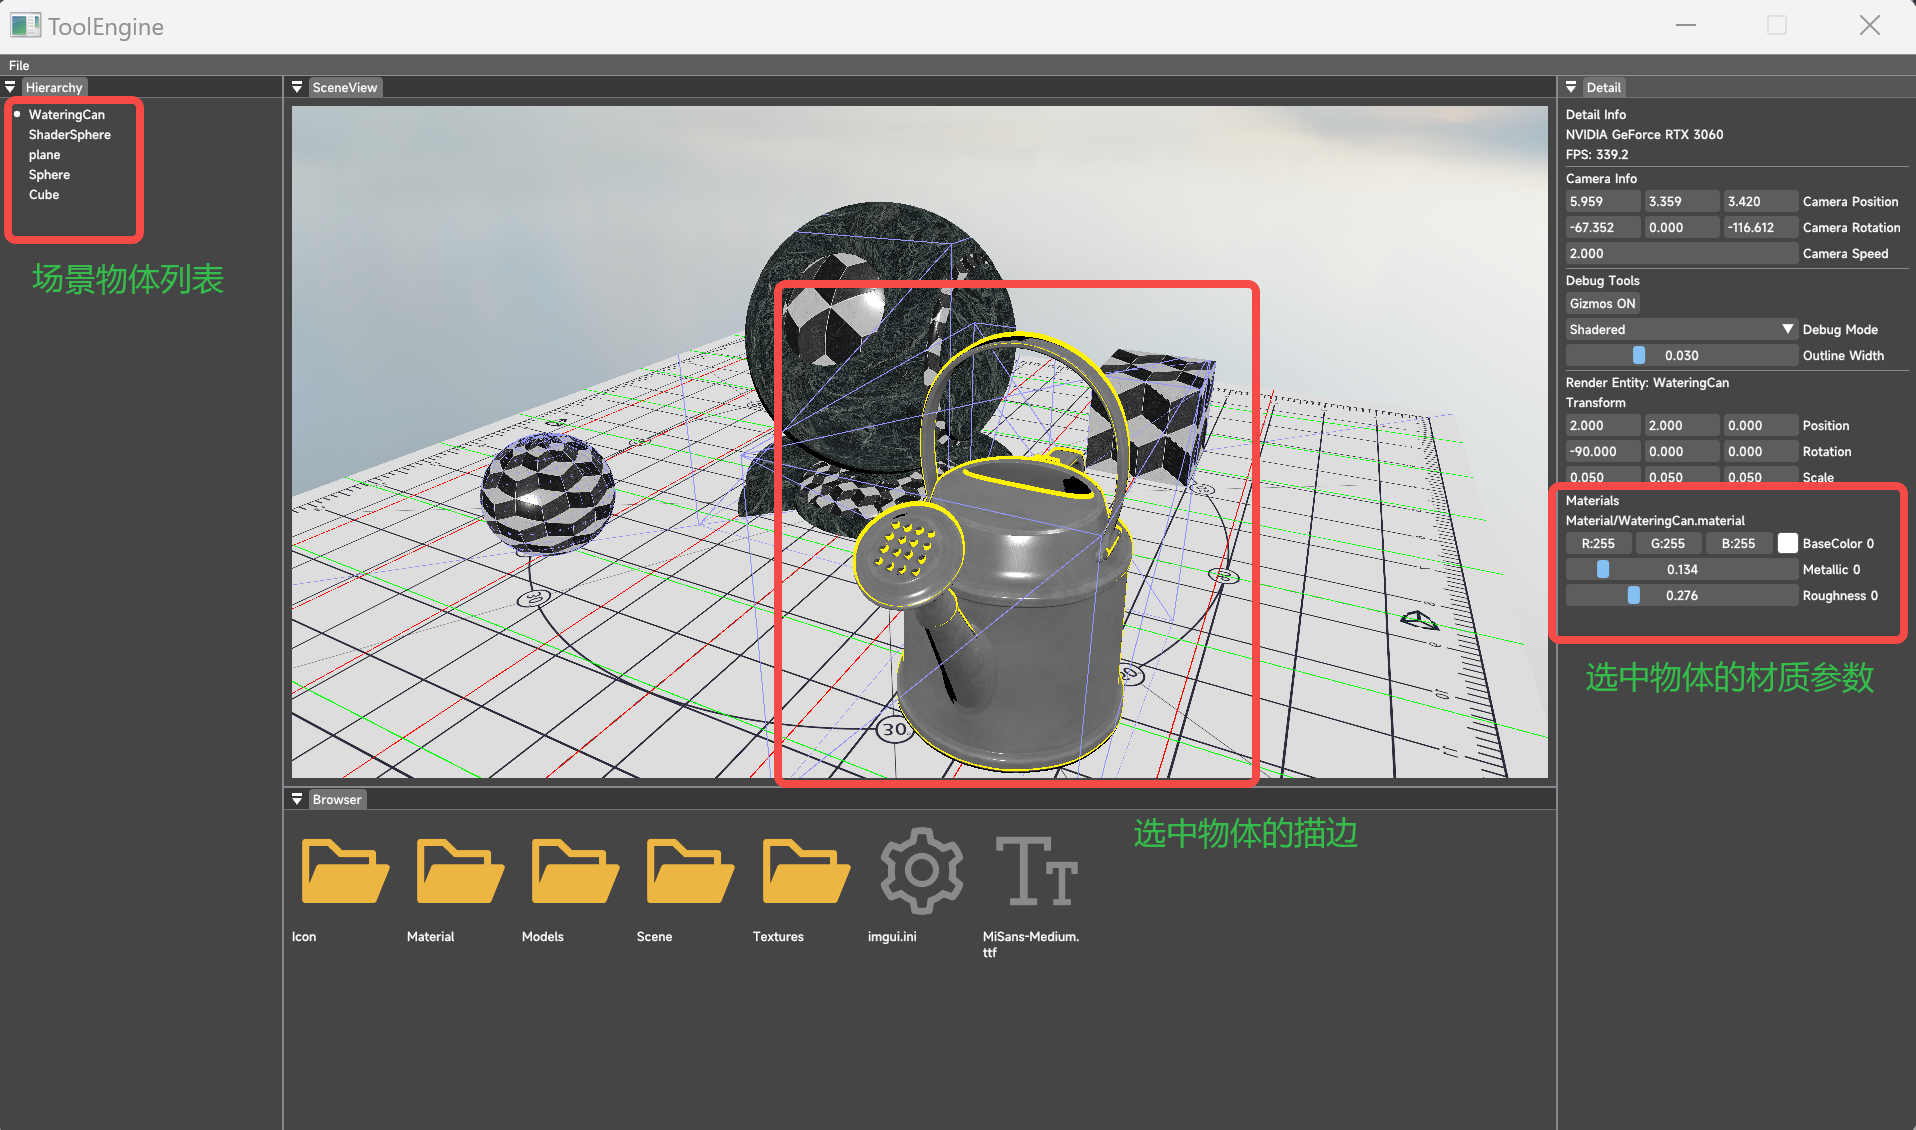 ToolEngine
File
Hierarchy
WateringCan
ShaderSphere
plane
Sphere
Cube
场景物体列表
SceneView
30
30
选中物体的描边
Browser
Icon
Material
Models
Scene
Textures
imgui.ini
MiSans-Medium.
ttf
Detail
Detail Info
NVIDIA GeForce RTX 3060
FPS: 339.2
Camera Info
5.959 3.359 3.420 Camera Position
-67.352 0.000 -116.612 Camera Rotation
2.000 Camera Speed
Debug Tools
Gizmos ON
Shadered Debug Mode
0.030 Outline Width
Render Entity: WateringCan
Transform
2.000 2.000 0.000 Position
-90.000 0.000 0.000 Rotation
0.050 0.050 0.050 Scale
Materials
Material/WateringCan.material
R:255 G:255 B:255 BaseColor 0
0.134 Metallic 0
0.276 Roughness 0
选中物体的材质参数